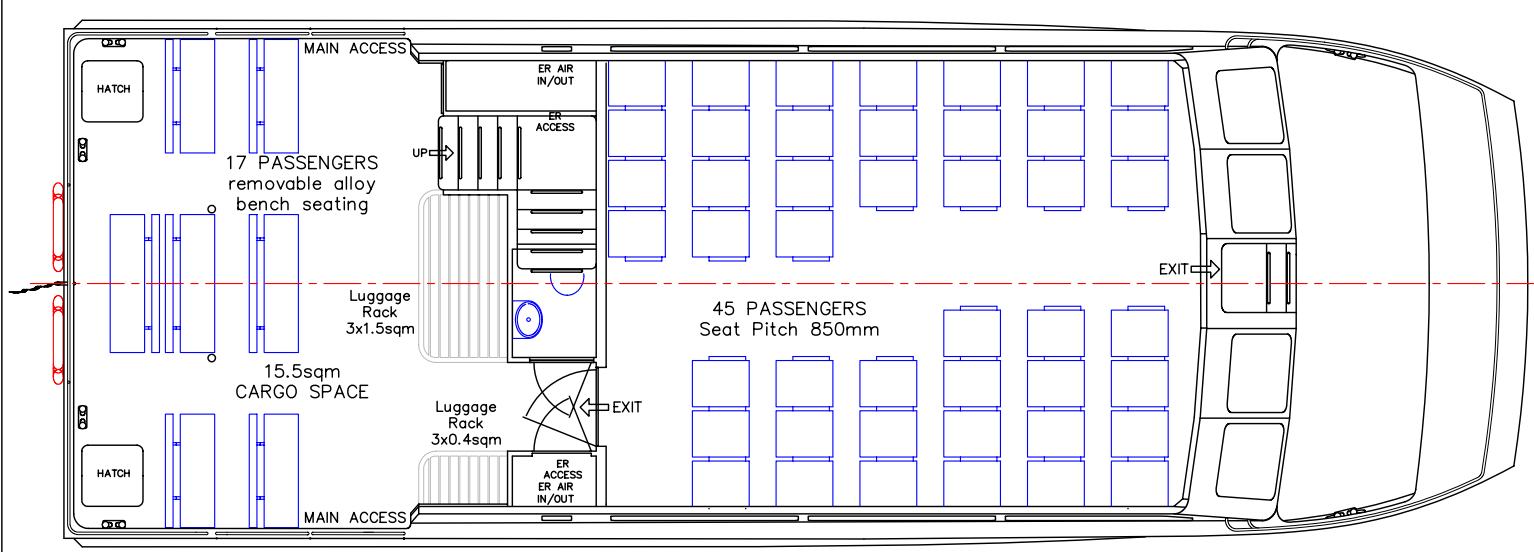 MAIN ACCESS
ER AIR
IN/OUT
HATCH
ER
ACCESS
UP
17 PASSENGERS
removable alloy
bench seating
EXIT
Luggage
Rack
3x1.5sqm
45 PASSENGERS
Seat Pitch 850mm
15.5sqm
CARGO SPACE
Luggage
Rack
3x0.4sqm
EXIT
HATCH
ER
ACCESS
ER AIR
IN/OUT
MAIN ACCESS